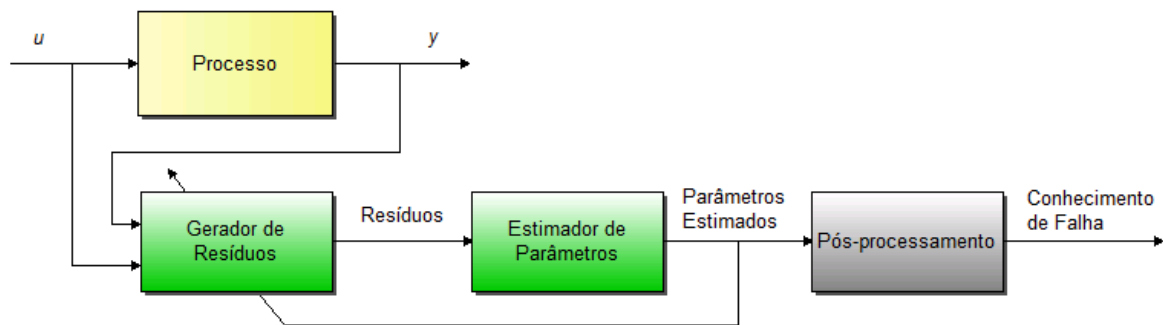 u
y
Processo
Gerador de
Resíduos
Resíduos
Estimador de
Parâmetros
Parâmetros
Estimados
Pós-processamento
Conhecimento
de Falha